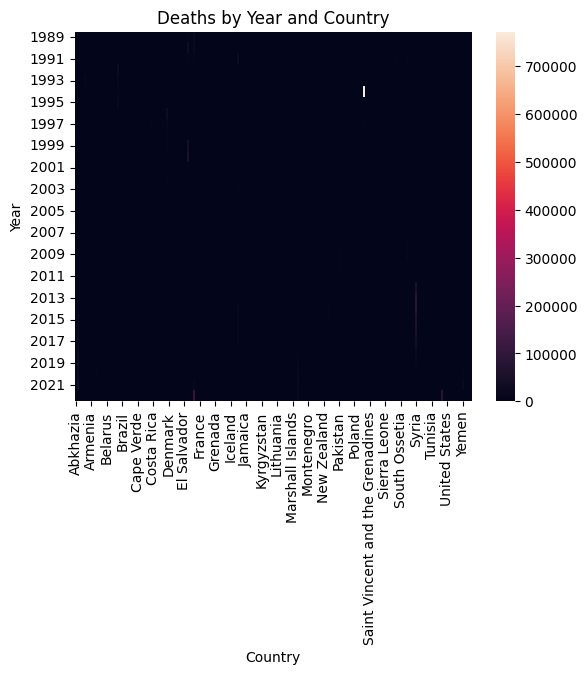 Deaths by Year and Country
1989
1991
1993
1995
1997
1999
2001
2003
2005
2007
2009
2011
2013
2015
2017
2019
2021
Year
Abkhazia
Armenia
Belarus
Brazil
Cape Verde
Costa Rica
Denmark
El Salvador
France
Grenada
Iceland
Jamaica
Kyrgyzstan
Lithuania
Marshall Islands
Montenegro
New Zealand
Pakistan
Poland
Saint Vincent and the Grenadines
Sierra Leone
South Ossetia
Syria
Tunisia
United States
Yemen
Country
700000
600000
500000
400000
300000
200000
100000
0